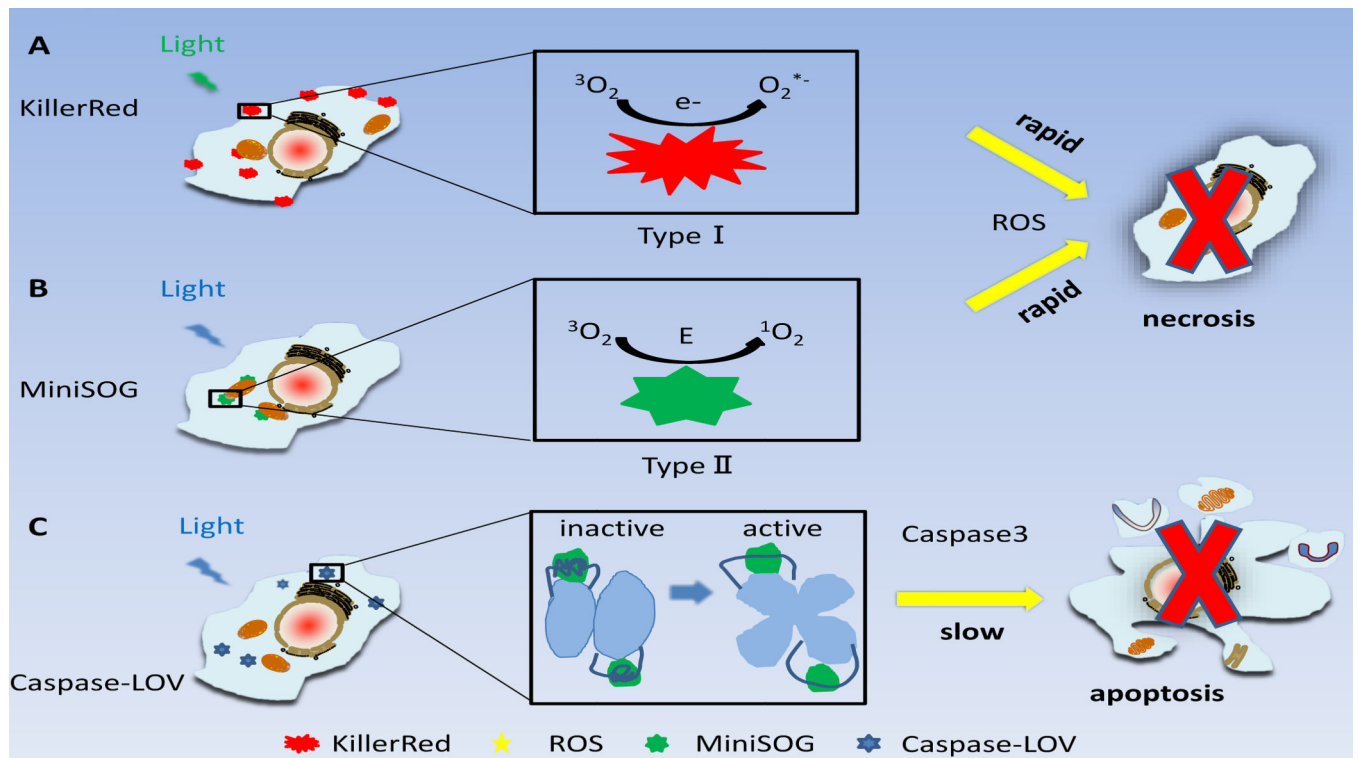 A
Light
KillerRed
³O₂
e-
O₂*-
Type Ⅰ
rapid
ROS
rapid
necrosis
B
Light
MiniSOG
³O₂
E
¹O₂
Type Ⅱ
C
Light
Caspase-LOV
inactive
active
Caspase3
slow
apoptosis
KillerRed
ROS
MiniSOG
Caspase-LOV